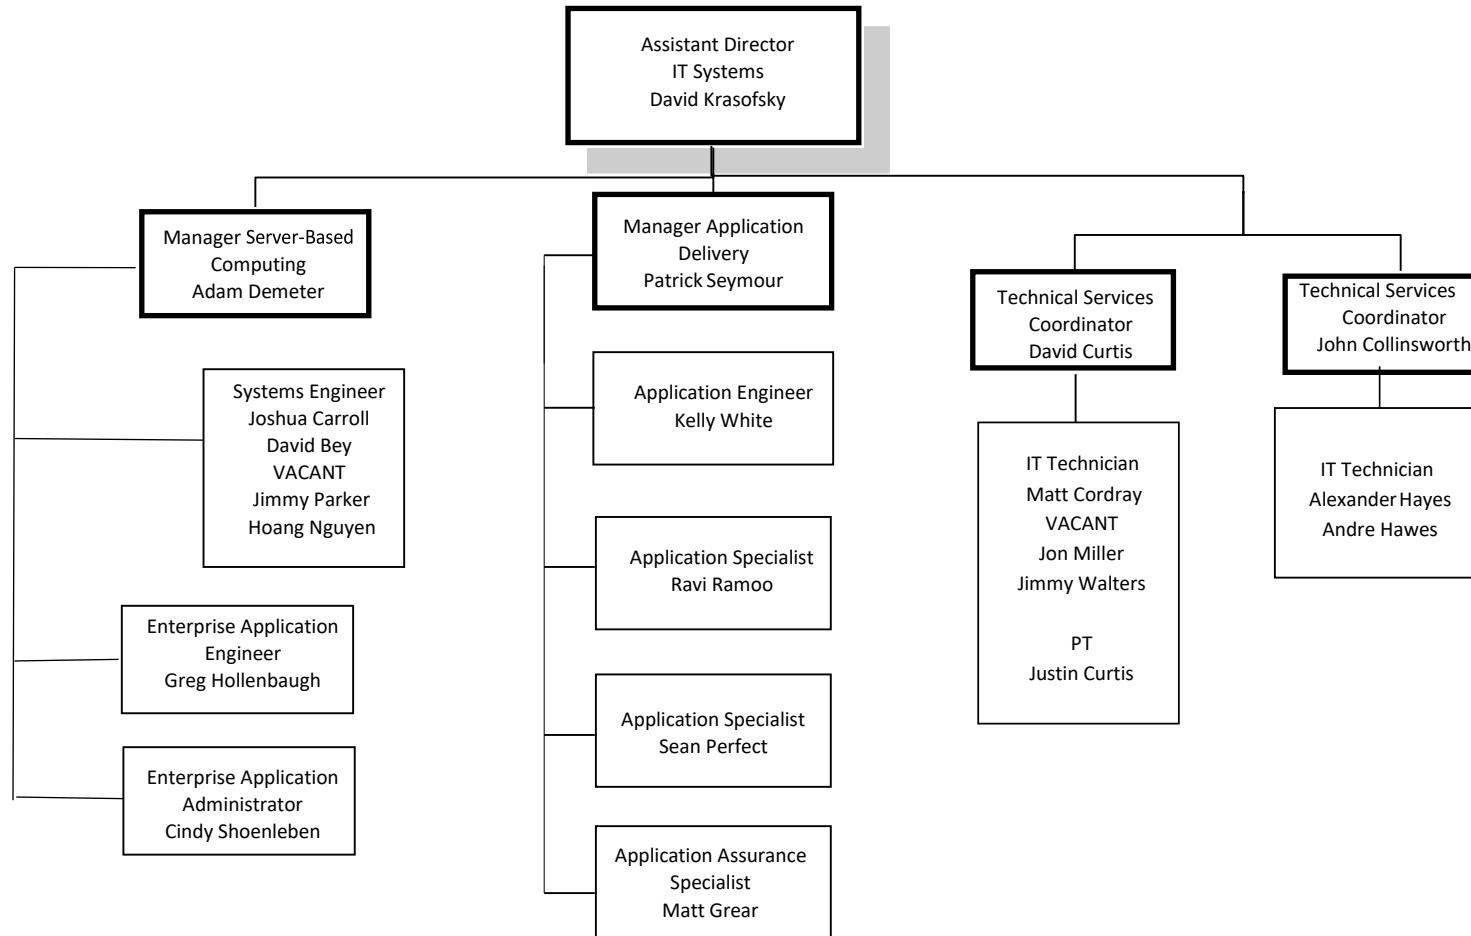 Assistant Director
IT Systems
David Krasofsky
Manager Server-Based
Computing
Adam Demeter
Systems Engineer
Joshua Carroll
David Bey
VACANT
Jimmy Parker
Hoang Nguyen
Enterprise Application
Engineer
Greg Hollenbaugh
Enterprise Application
Administrator
Cindy Shoenleben
Manager Application
Delivery
Patrick Seymour
Application Engineer
Kelly White
Application Specialist
Ravi Ramoo
Application Specialist
Sean Perfect
Application Assurance
Specialist
Matt Grear
Technical Services
Coordinator
David Curtis
IT Technician
Matt Cordray
VACANT
Jon Miller
Jimmy Walters
PT
Justin Curtis
Technical Services
Coordinator
John Collinsworth
IT Technician
Alexander Hayes
Andre Hawes